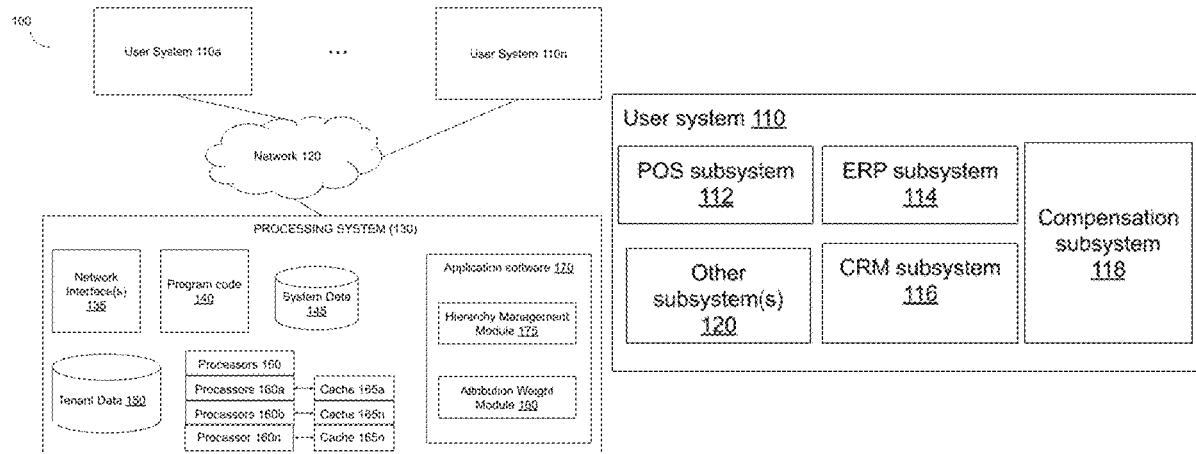 100
User System 110a
...
User System 110n
Network 120
PROCESSING SYSTEM (130)
Network
Interface(s)
135
Program code
140
System Data
145
Application software 170
Hierarchy Management
Module 175
Attribution Weight
Module 180
Tenant Data 150
Processors 160
Processors 160a
Cache 165a
Processors 160b
Cache 165n
Processor 160n
Cache 165n
User system 110
POS subsystem
112
ERP subsystem
114
Other
subsystem(s)
120
CRM subsystem
116
Compensation
subsystem
118